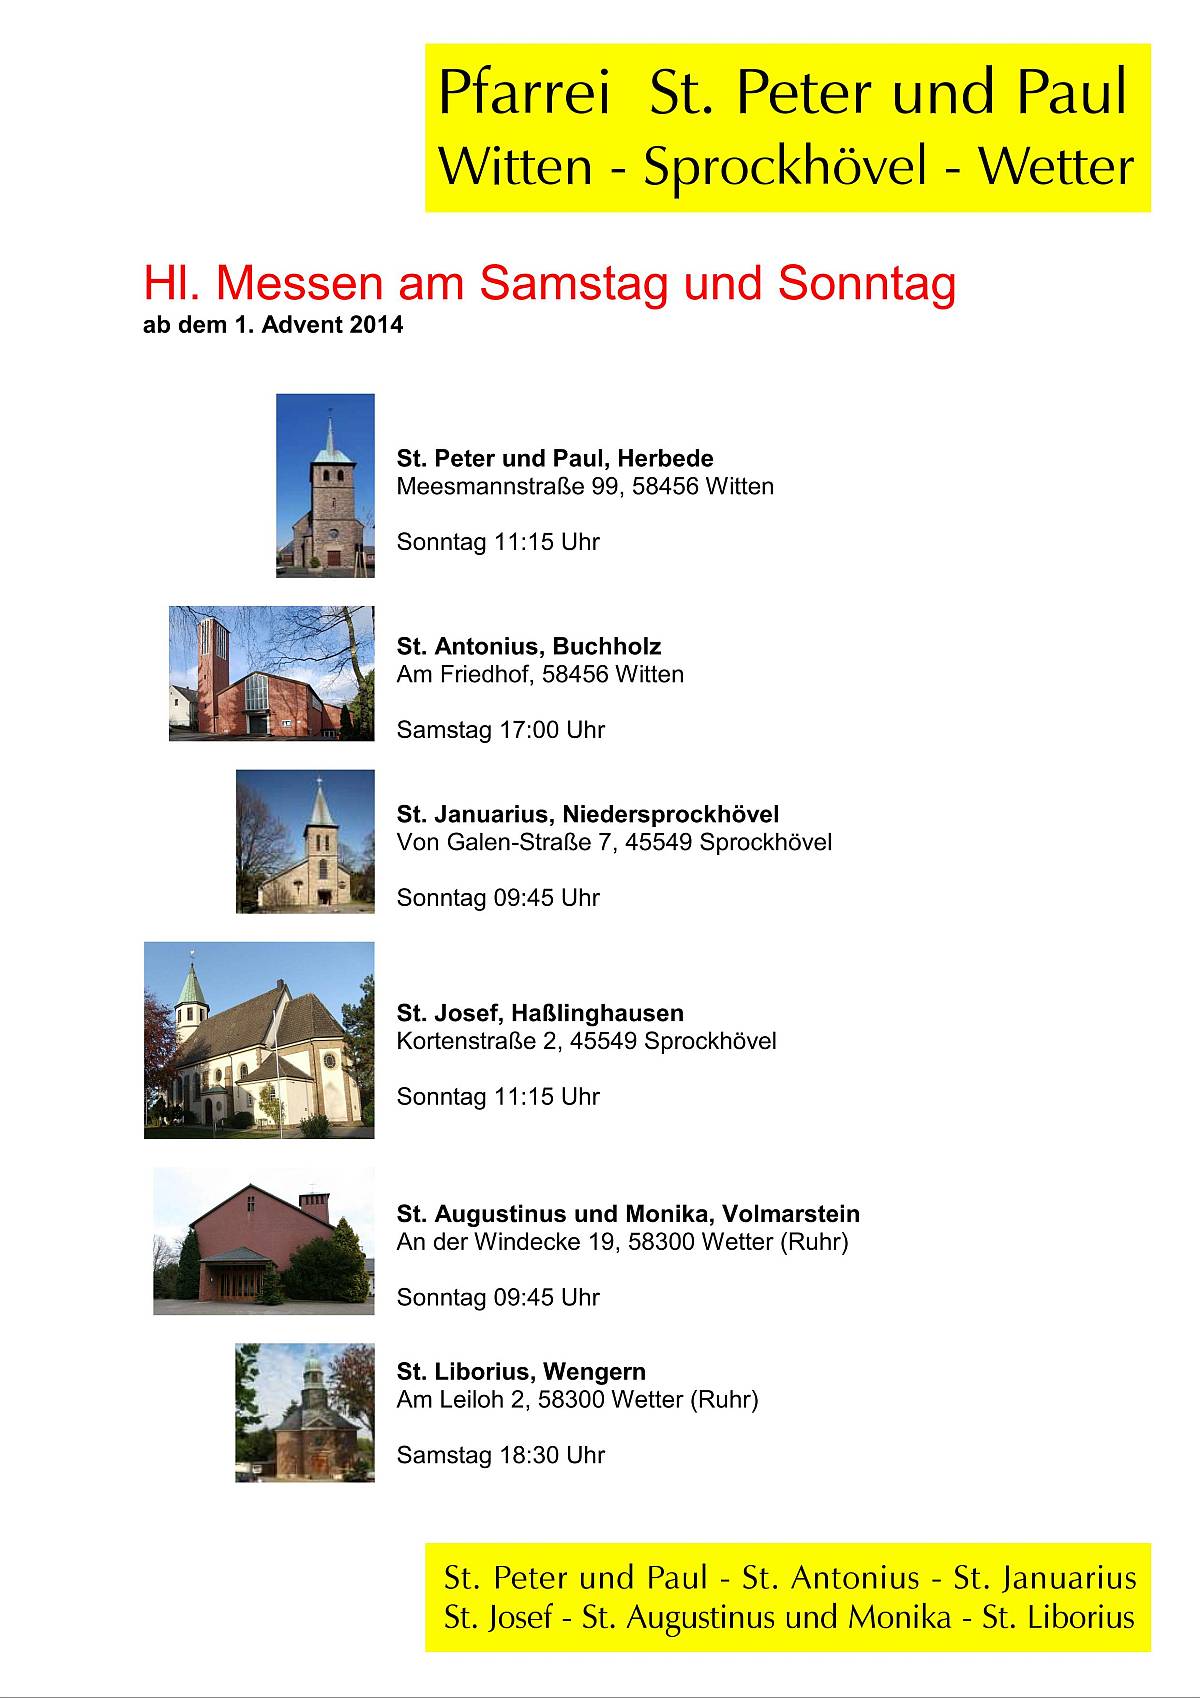 Pfarrei St. Peter und Paul
Witten - Sprockhövel - Wetter
Hl. Messen am Samstag und Sonntag
ab dem 1. Advent 2014
St. Peter und Paul, Herbede
Meesmannstraße 99, 58456 Witten
Sonntag 11:15 Uhr
St. Antonius, Buchholz
Am Friedhof, 58456 Witten
Samstag 17:00 Uhr
St. Januarius, Niedersprockhövel
Von Galen-Straße 7, 45549 Sprockhövel
Sonntag 09:45 Uhr
St. Josef, Haßlinghausen
Kortenstraße 2, 45549 Sprockhövel
Sonntag 11:15 Uhr
St. Augustinus und Monika, Volmarstein
An der Windecke 19, 58300 Wetter (Ruhr)
Sonntag 09:45 Uhr
St. Liborius, Wengern
Am Leiloh 2, 58300 Wetter (Ruhr)
Samstag 18:30 Uhr
St. Peter und Paul - St. Antonius - St. Januarius
St. Josef - St. Augustinus und Monika - St. Liborius